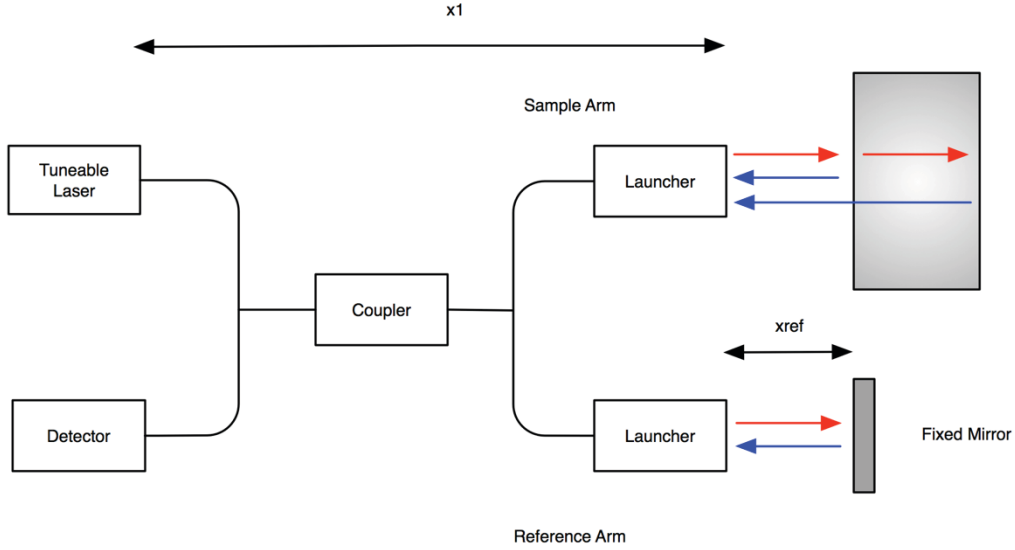 x1
Sample Arm
Tuneable
Laser
Launcher
Coupler
xref
Detector
Launcher
Fixed Mirror
Reference Arm